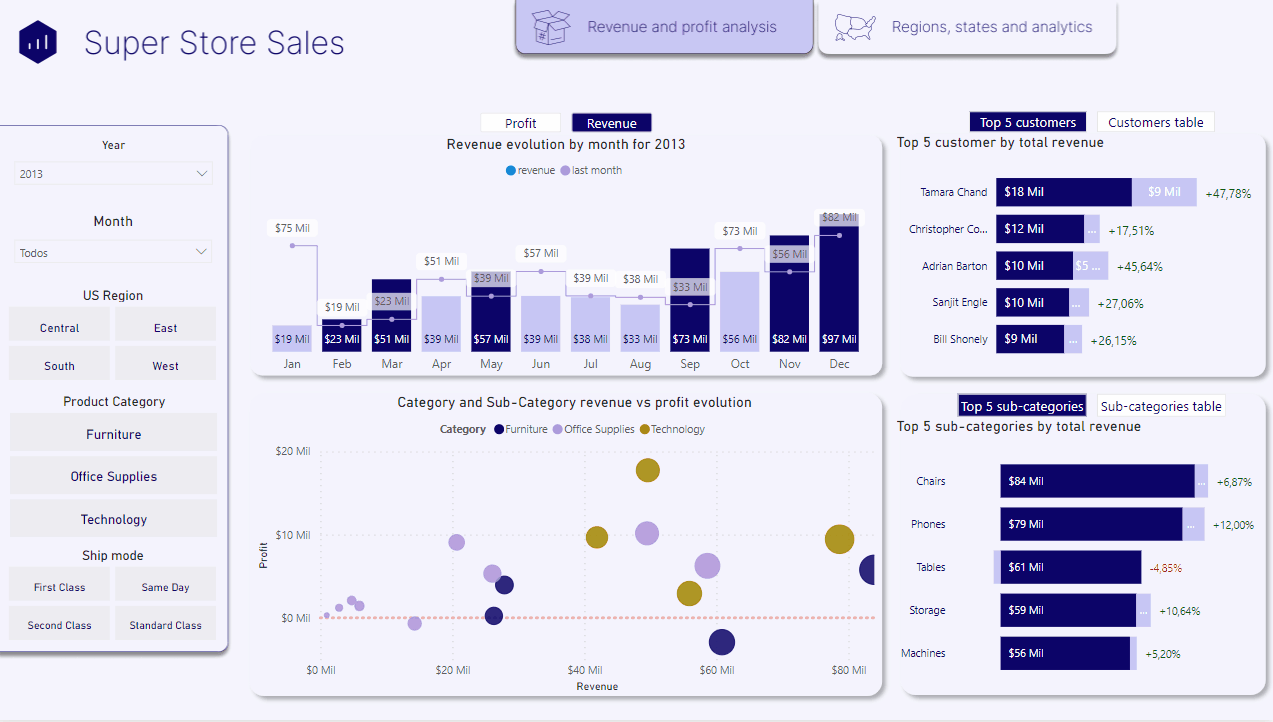 Super Store Sales
Revenue and profit analysis
Regions, states and analytics
Year
2013
Month
Todos
US Region
Central East
South West
Product Category
Furniture
Office Supplies
Technology
Ship mode
First Class Same Day
Second Class Standard Class
Profit Revenue
Revenue evolution by month for 2013
revenue last month
$75 Mil $19 Mil $23 Mil $51 Mil $39 Mil $57 Mil $39 Mil $38 Mil $33 Mil $73 Mil $56 Mil $82 Mil
$19 Mil $23 Mil $51 Mil $39 Mil $57 Mil $39 Mil $38 Mil $33 Mil $73 Mil $56 Mil $82 Mil $97 Mil
Jan Feb Mar Apr May Jun Jul Aug Sep Oct Nov Dec
Category and Sub-Category revenue vs profit evolution
Category Furniture Office Supplies Technology
$20 Mil
$10 Mil
Profit
$0 Mil
$0 Mil $20 Mil $40 Mil $60 Mil $80 Mil
Revenue
Top 5 customers Customers table
Top 5 customer by total revenue
Tamara Chand $18 Mil $9 Mil +47,78%
Christopher Co... $12 Mil ... +17,51%
Adrian Barton $10 Mil $5 ... +45,64%
Sanjit Engle $10 Mil ... +27,06%
Bill Shonely $9 Mil ... +26,15%
Top 5 sub-categories Sub-categories table
Top 5 sub-categories by total revenue
Chairs $84 Mil ... +6,87%
Phones $79 Mil ... +12,00%
Tables $61 Mil -4,85%
Storage $59 Mil ... +10,64%
Machines $56 Mil +5,20%